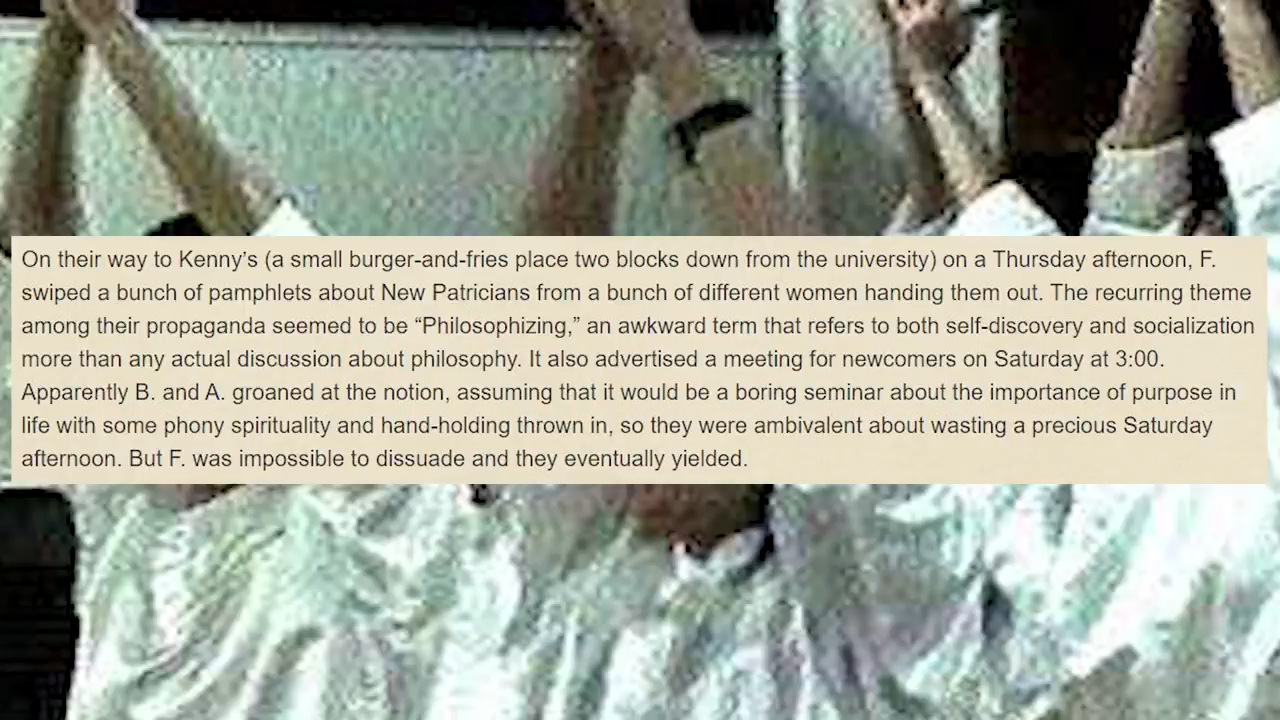 On their way to Kenny’s (a small burger-and-fries place two blocks down from the university) on a Thursday afternoon, F.
swiped a bunch of pamphlets about New Patricians from a bunch of different women handing them out. The recurring theme
among their propaganda seemed to be “Philosophizing,” an awkward term that refers to both self-discovery and socialization
more than any actual discussion about philosophy. It also advertised a meeting for newcomers on Saturday at 3:00.
Apparently B. and A. groaned at the notion, assuming that it would be a boring seminar about the importance of purpose in
life with some phony spirituality and hand-holding thrown in, so they were ambivalent about wasting a precious Saturday
afternoon. But F. was impossible to dissuade and they eventually yielded.